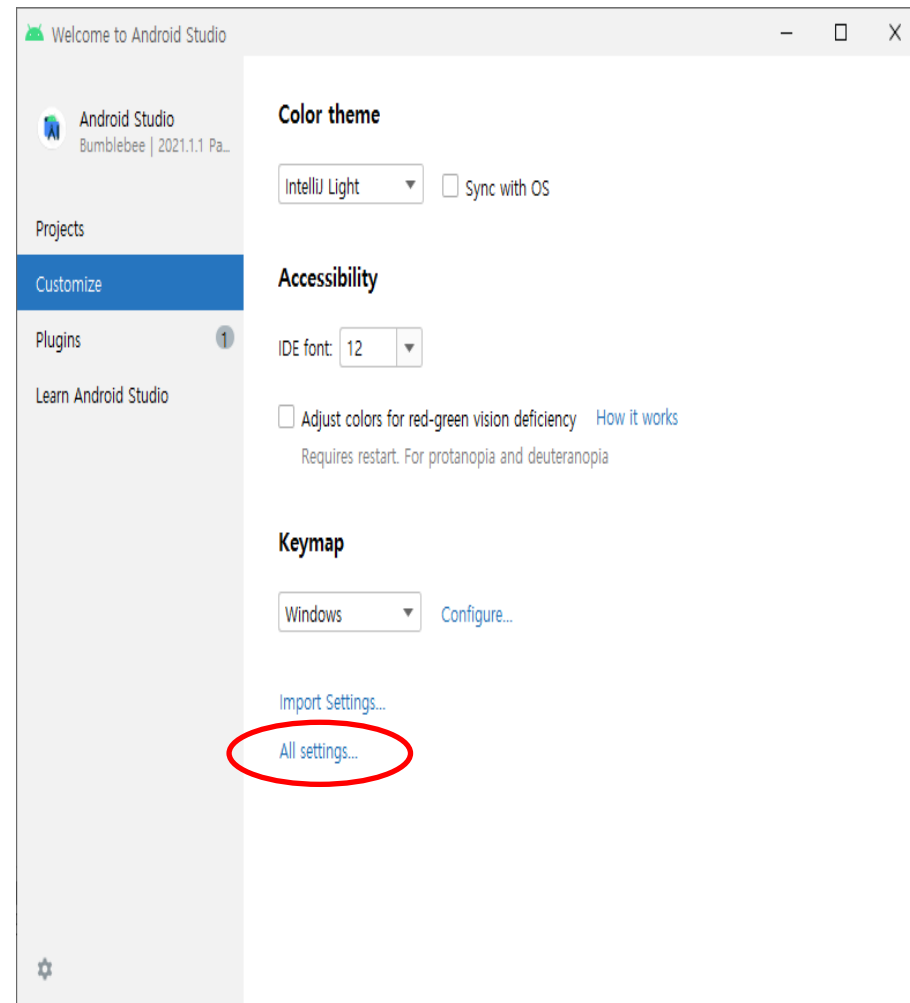 Welcome to Android Studio
Android Studio
Bumblebee | 2021.1.1 Pa...
Projects
Customize
Plugins 1
Learn Android Studio
Color theme
IntelliJ Light Sync with OS
Accessibility
IDE font: 12
Adjust colors for red-green vision deficiency How it works
Requires restart. For protanopia and deuteranopia
Keymap
Windows Configure...
Import Settings...
All settings...